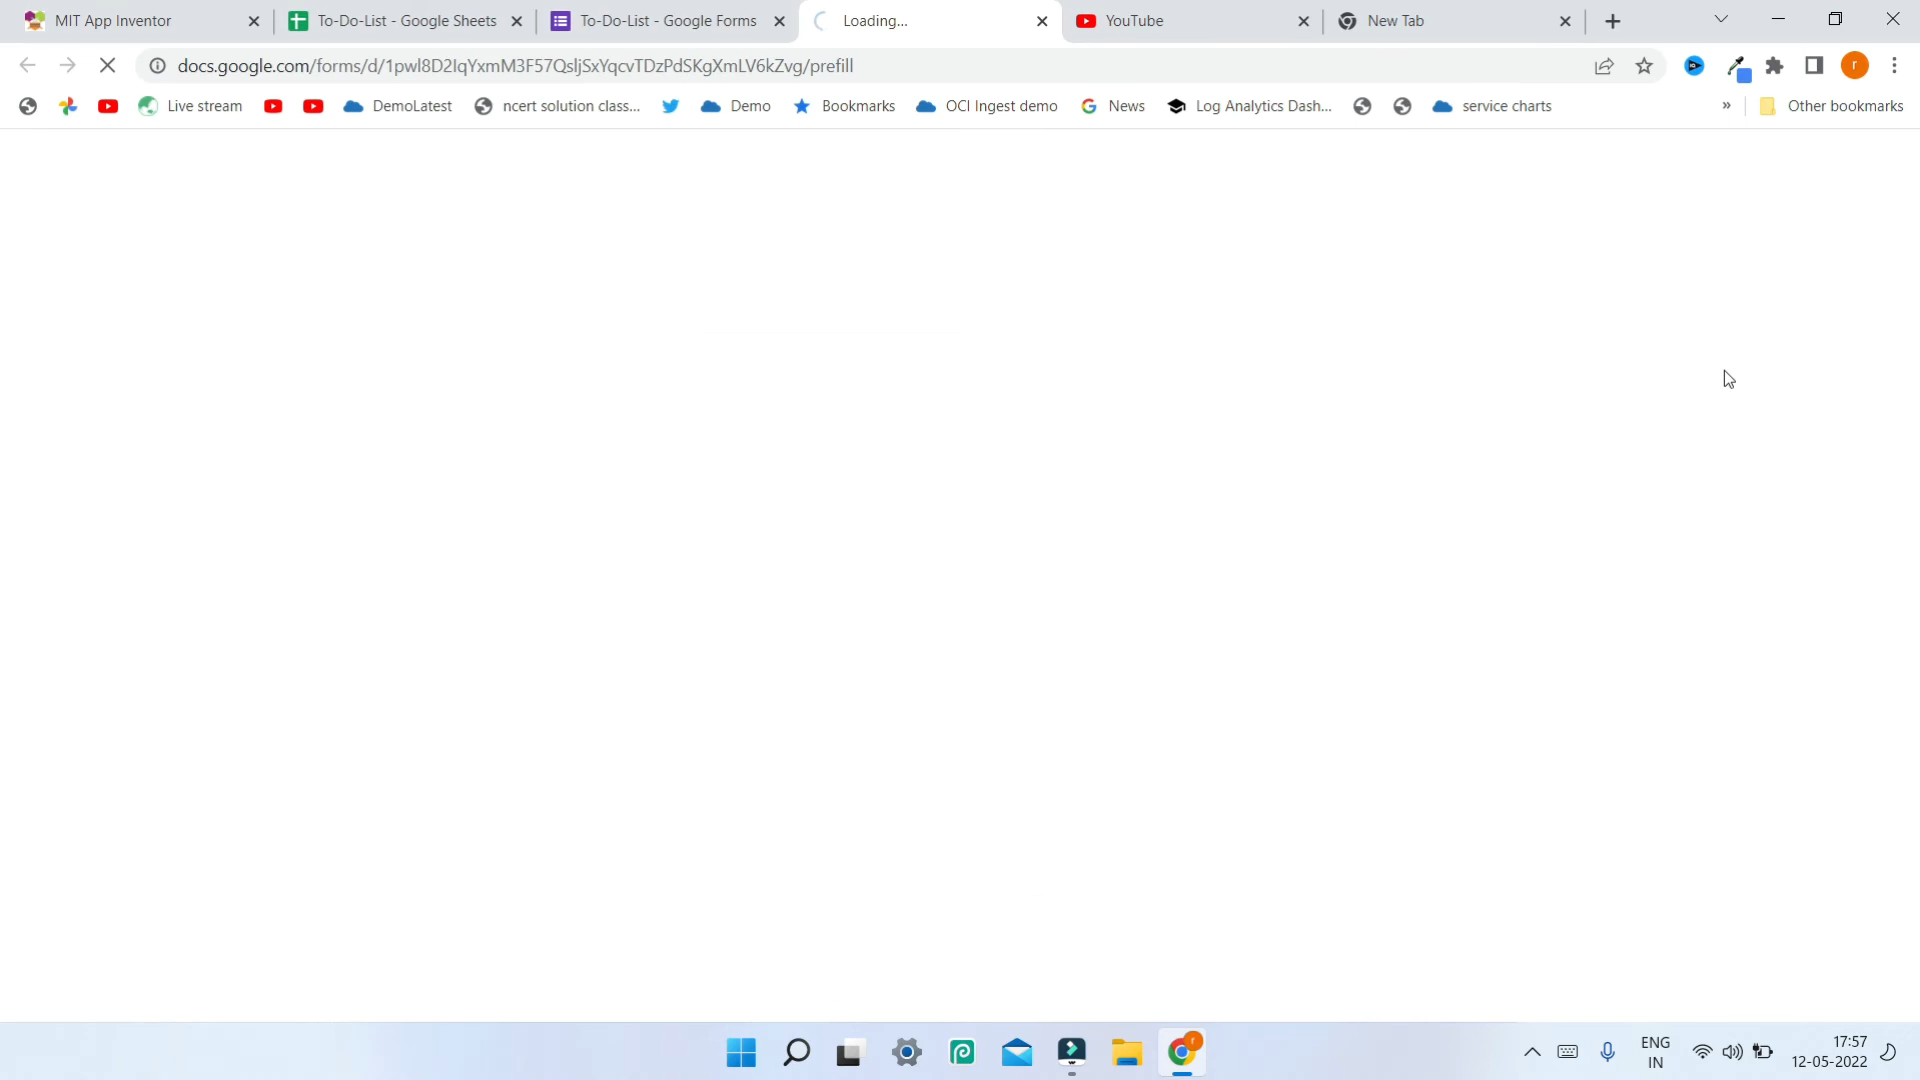 MIT App Inventor
To-Do-List - Google Sheets
To-Do-List - Google Forms
Loading...
YouTube
New Tab
docs.google.com/forms/d/1pwl8D2IqYxmM3F57QsljSxYqcvTDzPdSKgXmLV6kZvg/prefill
r
Live stream
DemoLatest
ncert solution class...
Demo
Bookmarks
OCI Ingest demo
News
Log Analytics Dash...
service charts
»
Other bookmarks
r
ENG
IN
17:57
12-05-2022